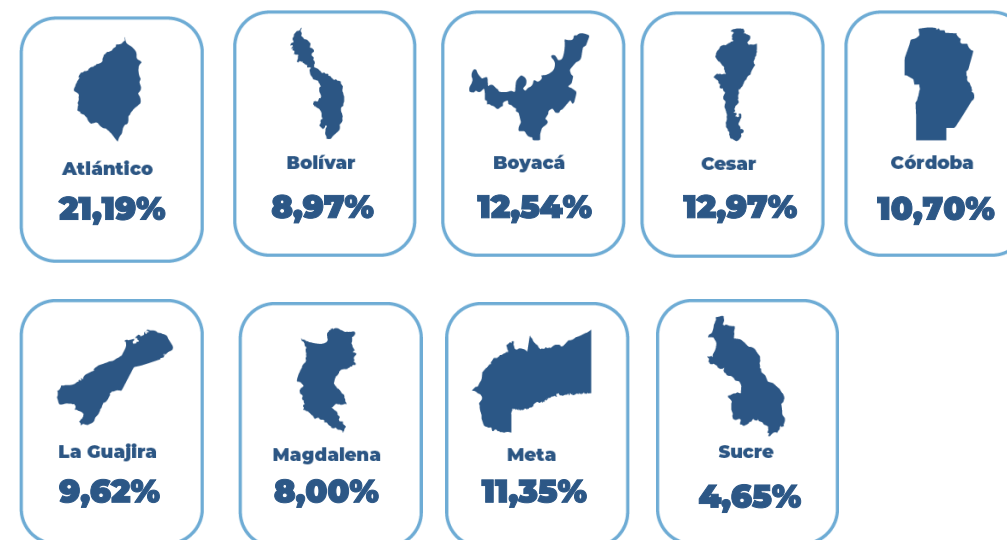 Atlántico
21,19%
Bolívar
8,97%
Boyacá
12,54%
Cesar
12,97%
Córdoba
10,70%
La Guajira
9,62%
Magdalena
8,00%
Meta
11,35%
Sucre
4,65%